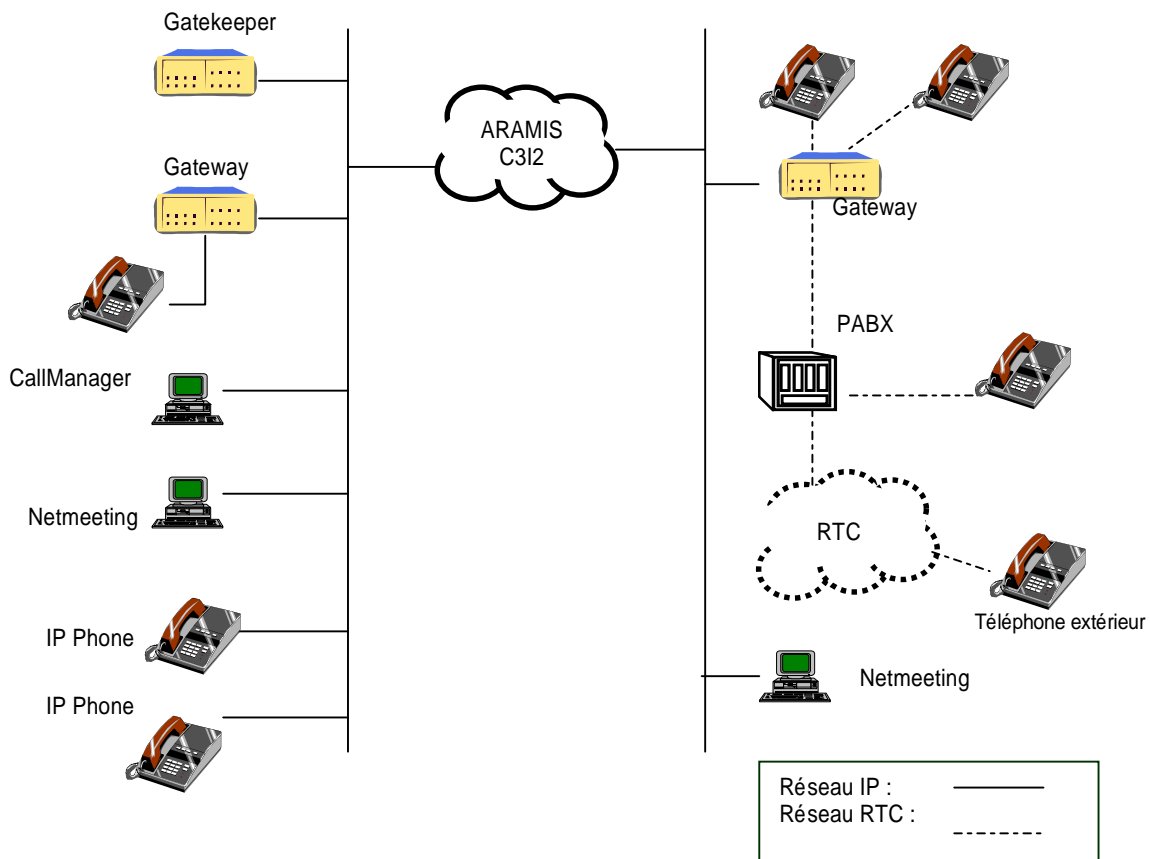 Gatekeeper
Gateway
CallManager
Netmeeting
IP Phone
IP Phone
ARAMIS
C3I2
Gateway
PABX
RTC
Téléphone extérieur
Netmeeting
Réseau IP :
Réseau RTC :